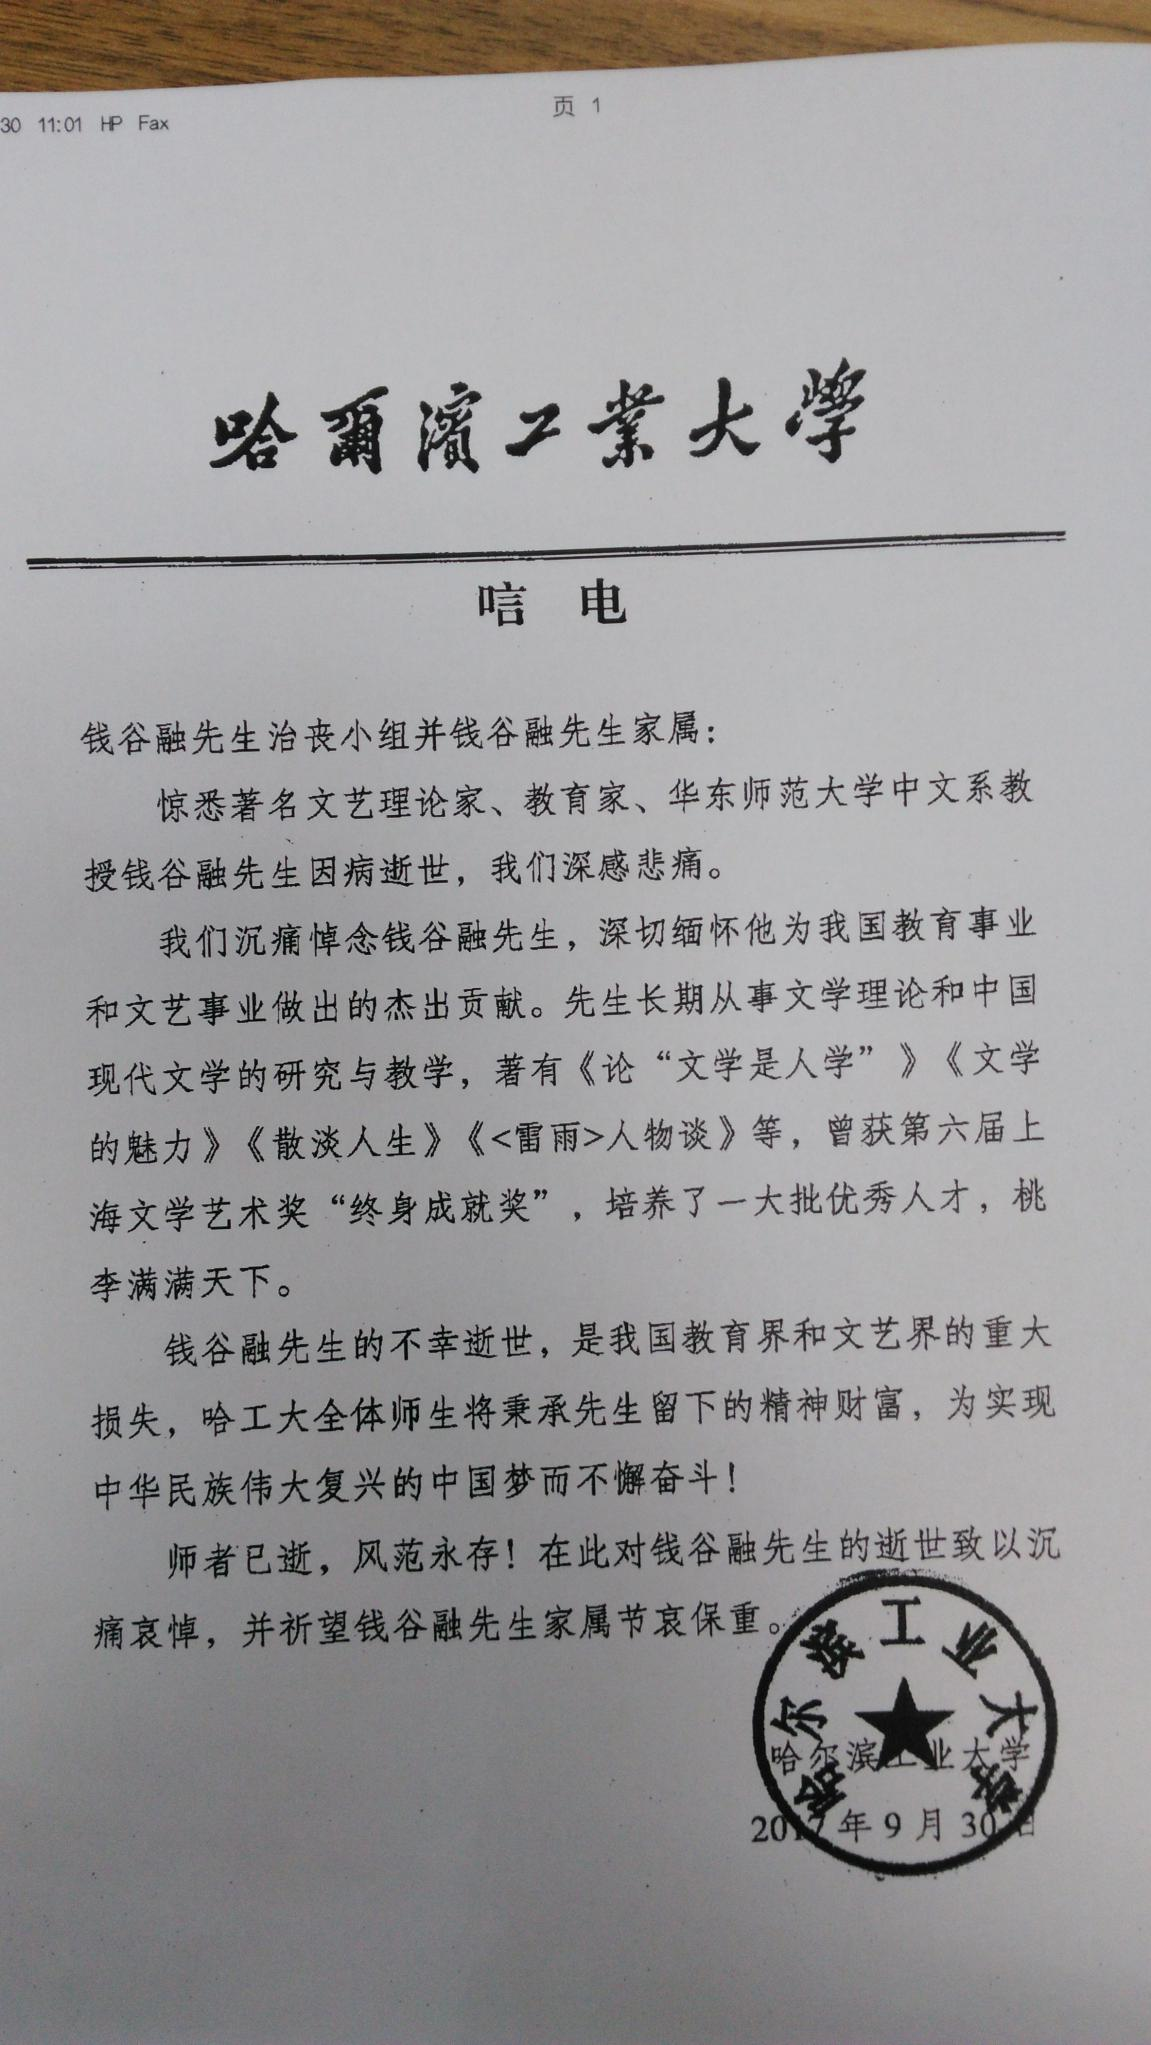 页 1
30 11:01 HP Fax
哈爾濱工業大學
唁 电
钱谷融先生治丧小组并钱谷融先生家属：
惊悉著名文艺理论家、教育家、华东师范大学中文系教
授钱谷融先生因病逝世，我们深感悲痛。
我们沉痛悼念钱谷融先生，深切缅怀他为我国教育事业
和文艺事业做出的杰出贡献。先生长期从事文学理论和中国
现代文学的研究与教学，著有《论“文学是人学”》《文学
的魅力》《散淡人生》《<雷雨>人物谈》等，曾获第六届上
海文学艺术奖“终身成就奖”，培养了一大批优秀人才，桃
李满满天下。
钱谷融先生的不幸逝世，是我国教育界和文艺界的重大
损失，哈工大全体师生将秉承先生留下的精神财富，为实现
中华民族伟大复兴的中国梦而不懈奋斗！
师者已逝，风范永存！在此对钱谷融先生的逝世致以沉
痛哀悼，并祈望钱谷融先生家属节哀保重。
哈尔滨工业大学
哈尔滨工业大学
2017年9月30日